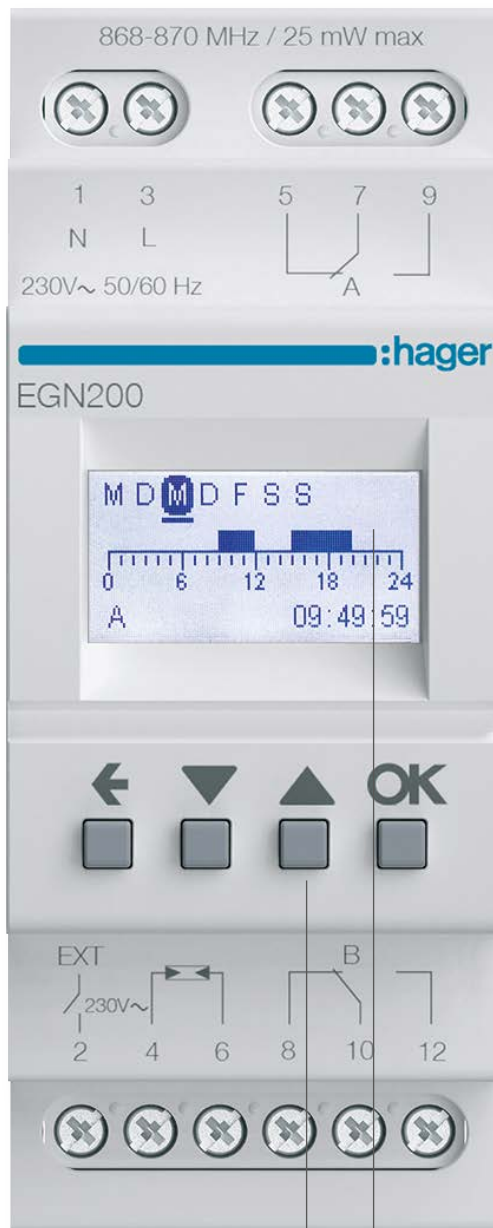 868-870 MHz / 25 mW max
1 3 5 7 9
N L
230V~ 50/60 Hz A
:hager
EGN200
M D M D F S S
0 6 12 18 24
A 09:49:59
OK
EXT B
230V~
2 4 6 8 10 12